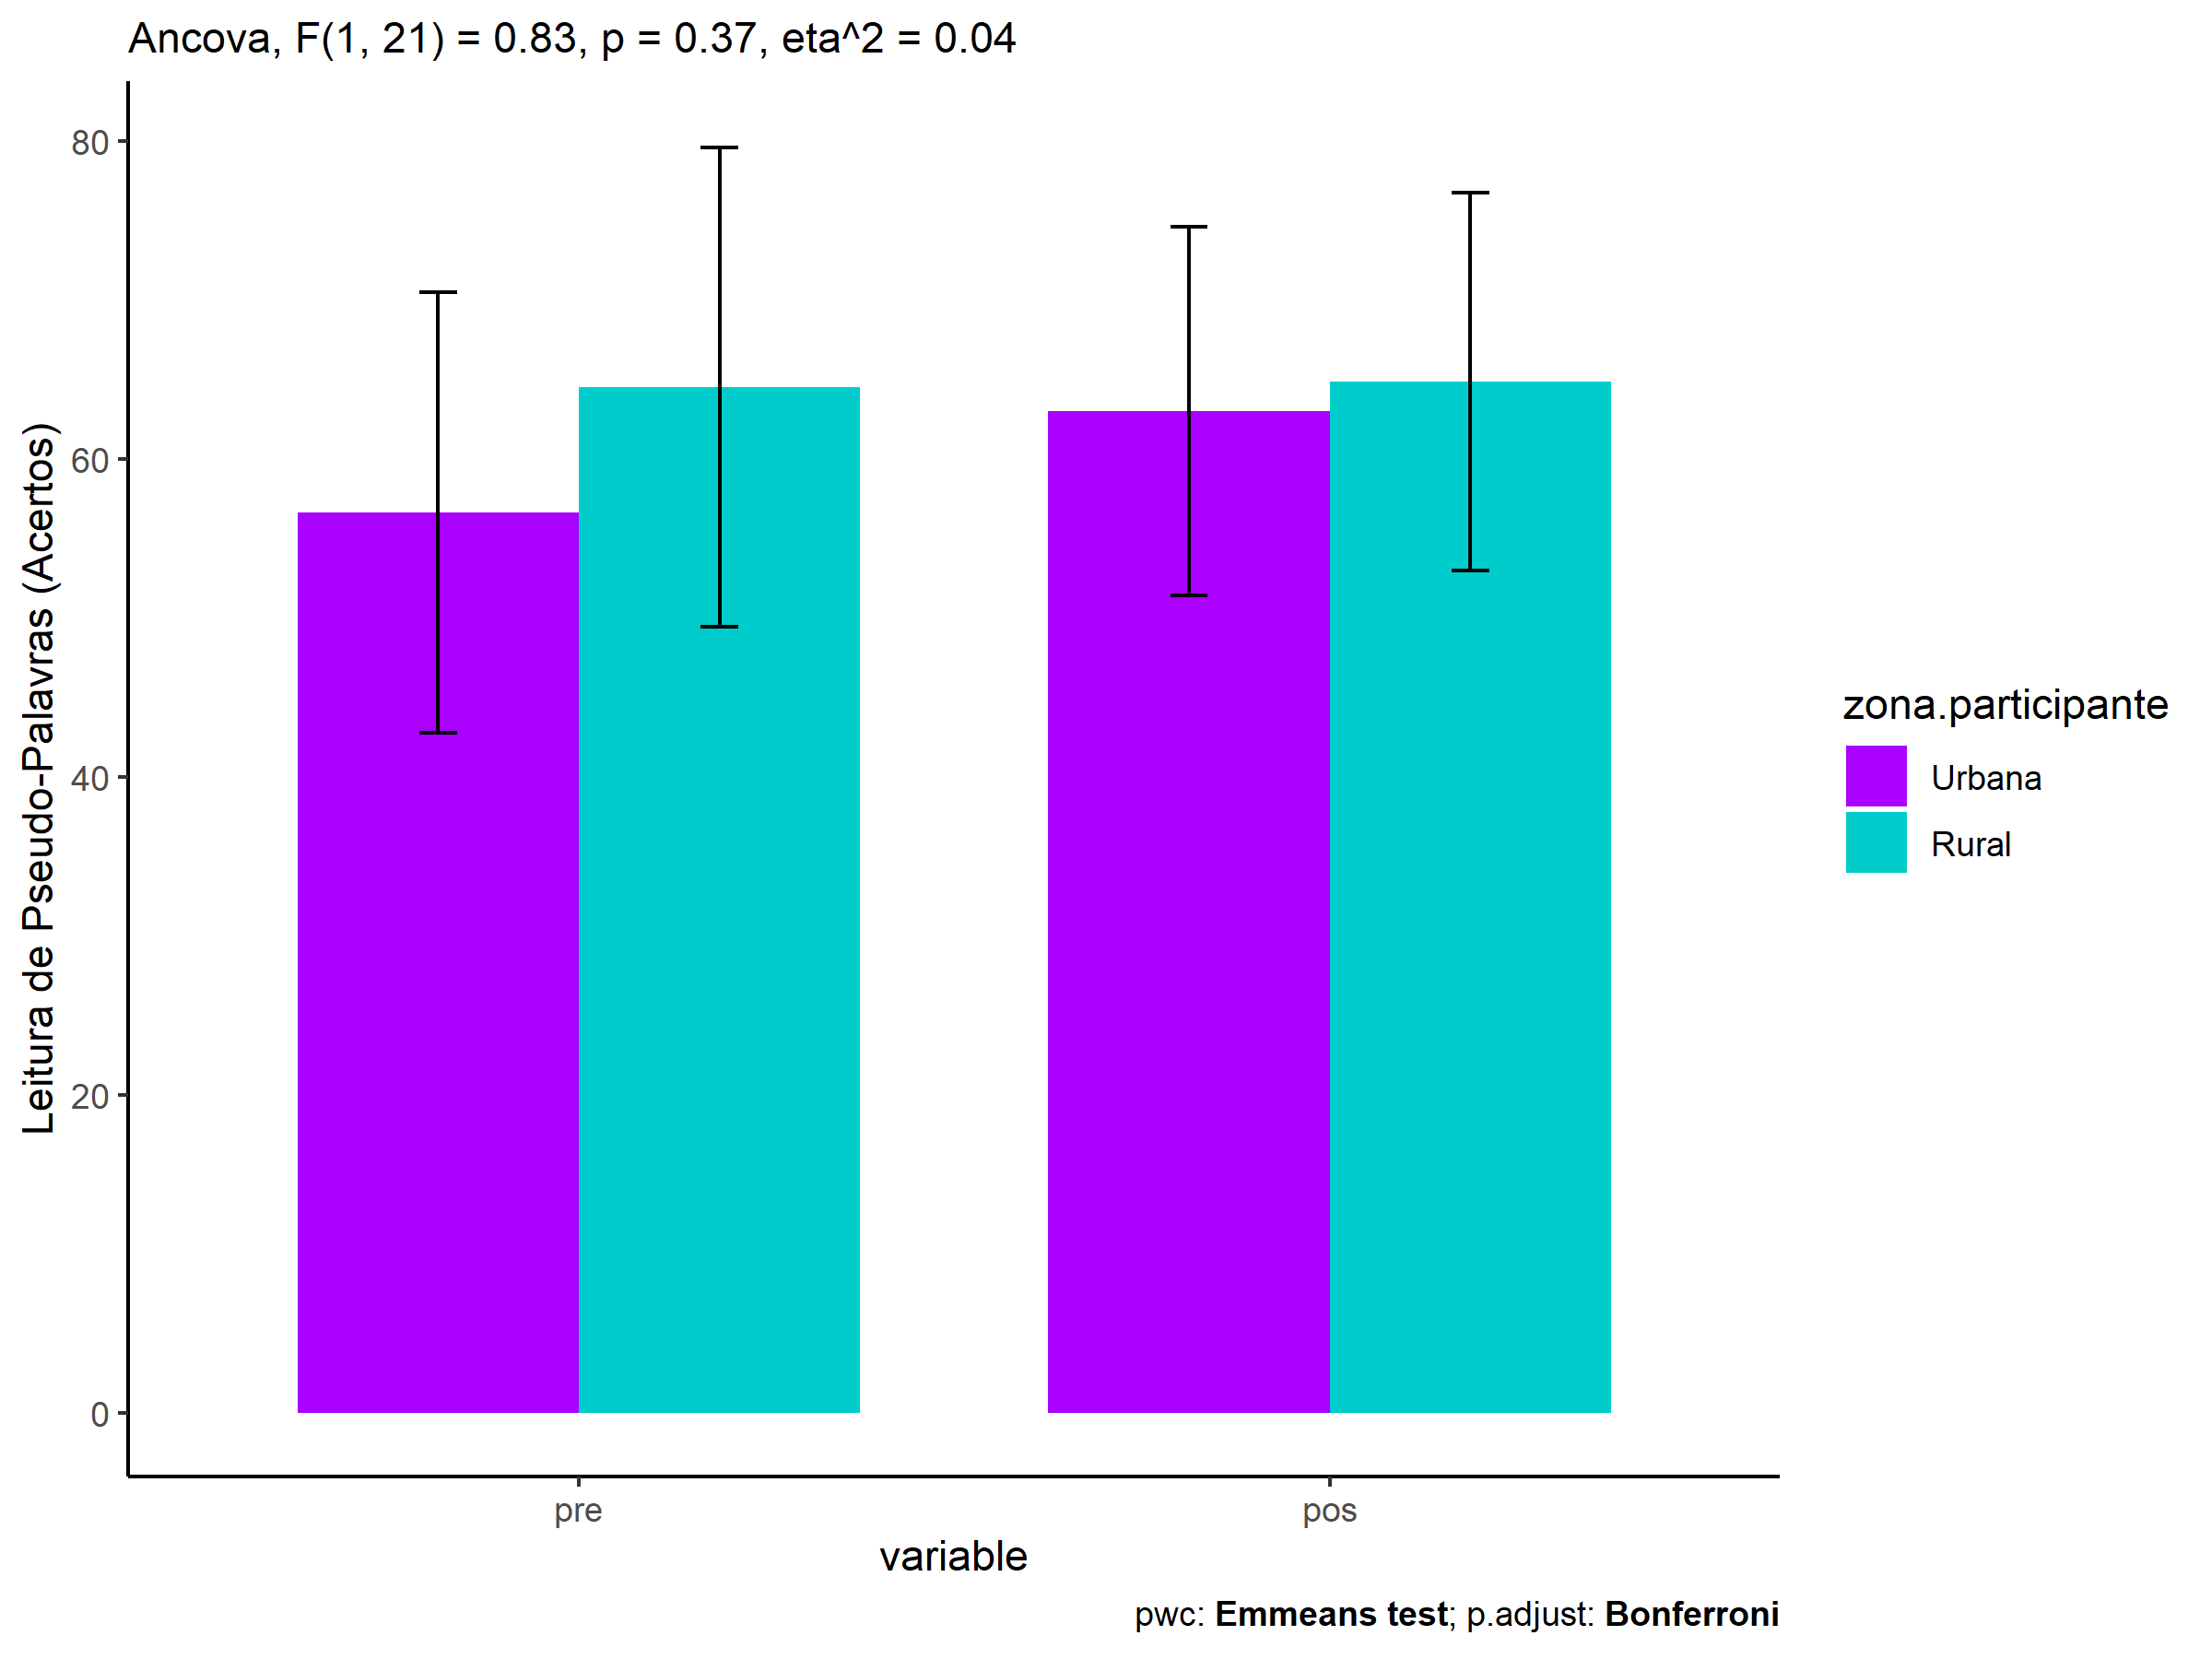 Ancova, F(1, 21) = 0.83, p = 0.37, eta^2 = 0.04
Leitura de Pseudo-Palavras (Acertos)
80
60
40
20
0
pre
pos
variable
zona.participante
Urbana
Rural
pwc: Emmeans test; p.adjust: Bonferroni